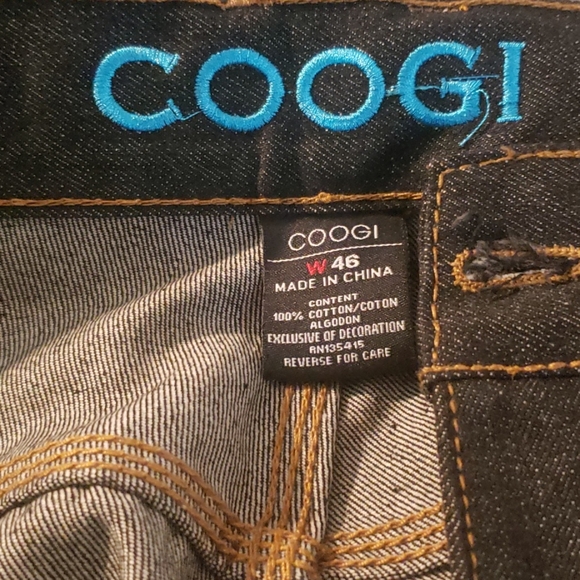 COOGI
COOGI
W 46
MADE IN CHINA
CONTENT
100% COTTON/COTON
ALGODON
EXCLUSIVE OF DECORATION
RN135415
REVERSE FOR CARE